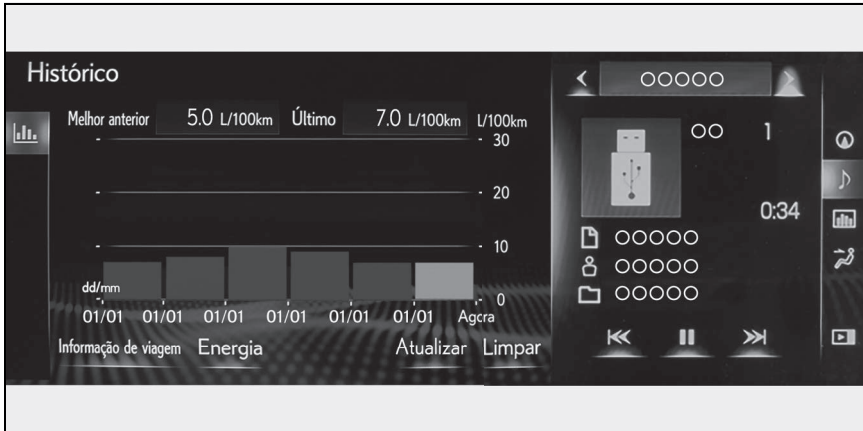 Histórico
Melhor anterior 5.0 L/100km Último 7.0 L/100km L/100km
30
20
10
0
dd/mm
01/01 01/01 01/01 01/01 01/01 01/01 Agora
Informação de viagem Energia Atualizar Limpar
OOOOO
OO 1
0:34
OOOOO
OOOOO
OOOOO